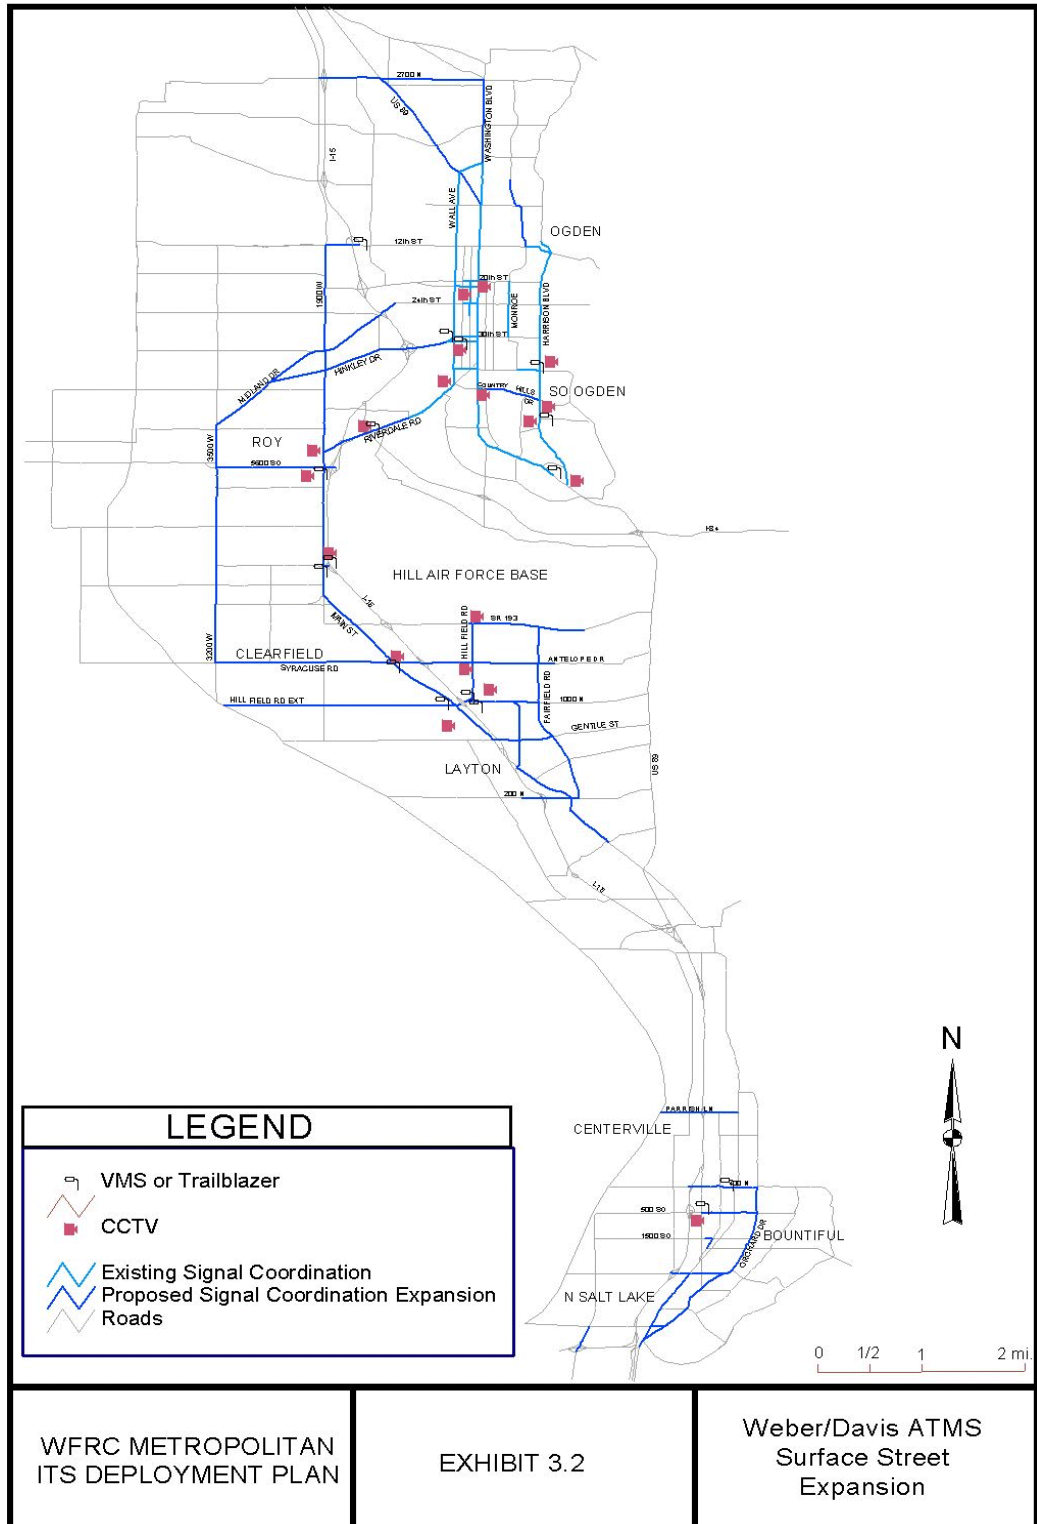 2700 N
US 89
WASHINGTON BLVD
I-15
WALL AVE
OGDEN
12th ST
20th ST
1900 W
24th ST
MONROE
HARRISON BLVD
30th ST
HINKLEY DR
MIDLAND DR
COUNTRY HILLS DR
SO OGDEN
RIVERDALE RD
ROY
3500 W
5600 SO
I-84
HILL AIR FORCE BASE
I-15
MAIN ST
HILL FIELD RD
SR 193
3200 W
CLEARFIELD
SYRACUSE RD
ANTELOPE DR
FAIRFIELD RD
HILL FIELD RD EXT
1000 N
GENTILE ST
LAYTON
US 89
200 N
I-15
N
PARRISH LN
CENTERVILLE
400 N
500 SO
1500 SO
ORCHARD DR
BOUNTIFUL
N SALT LAKE
LEGEND
VMS or Trailblazer
CCTV
Existing Signal Coordination
Proposed Signal Coordination Expansion
Roads
0 1/2 1 2 mi.
WFRC METROPOLITAN
ITS DEPLOYMENT PLAN
EXHIBIT 3.2
Weber/Davis ATMS
Surface Street
Expansion